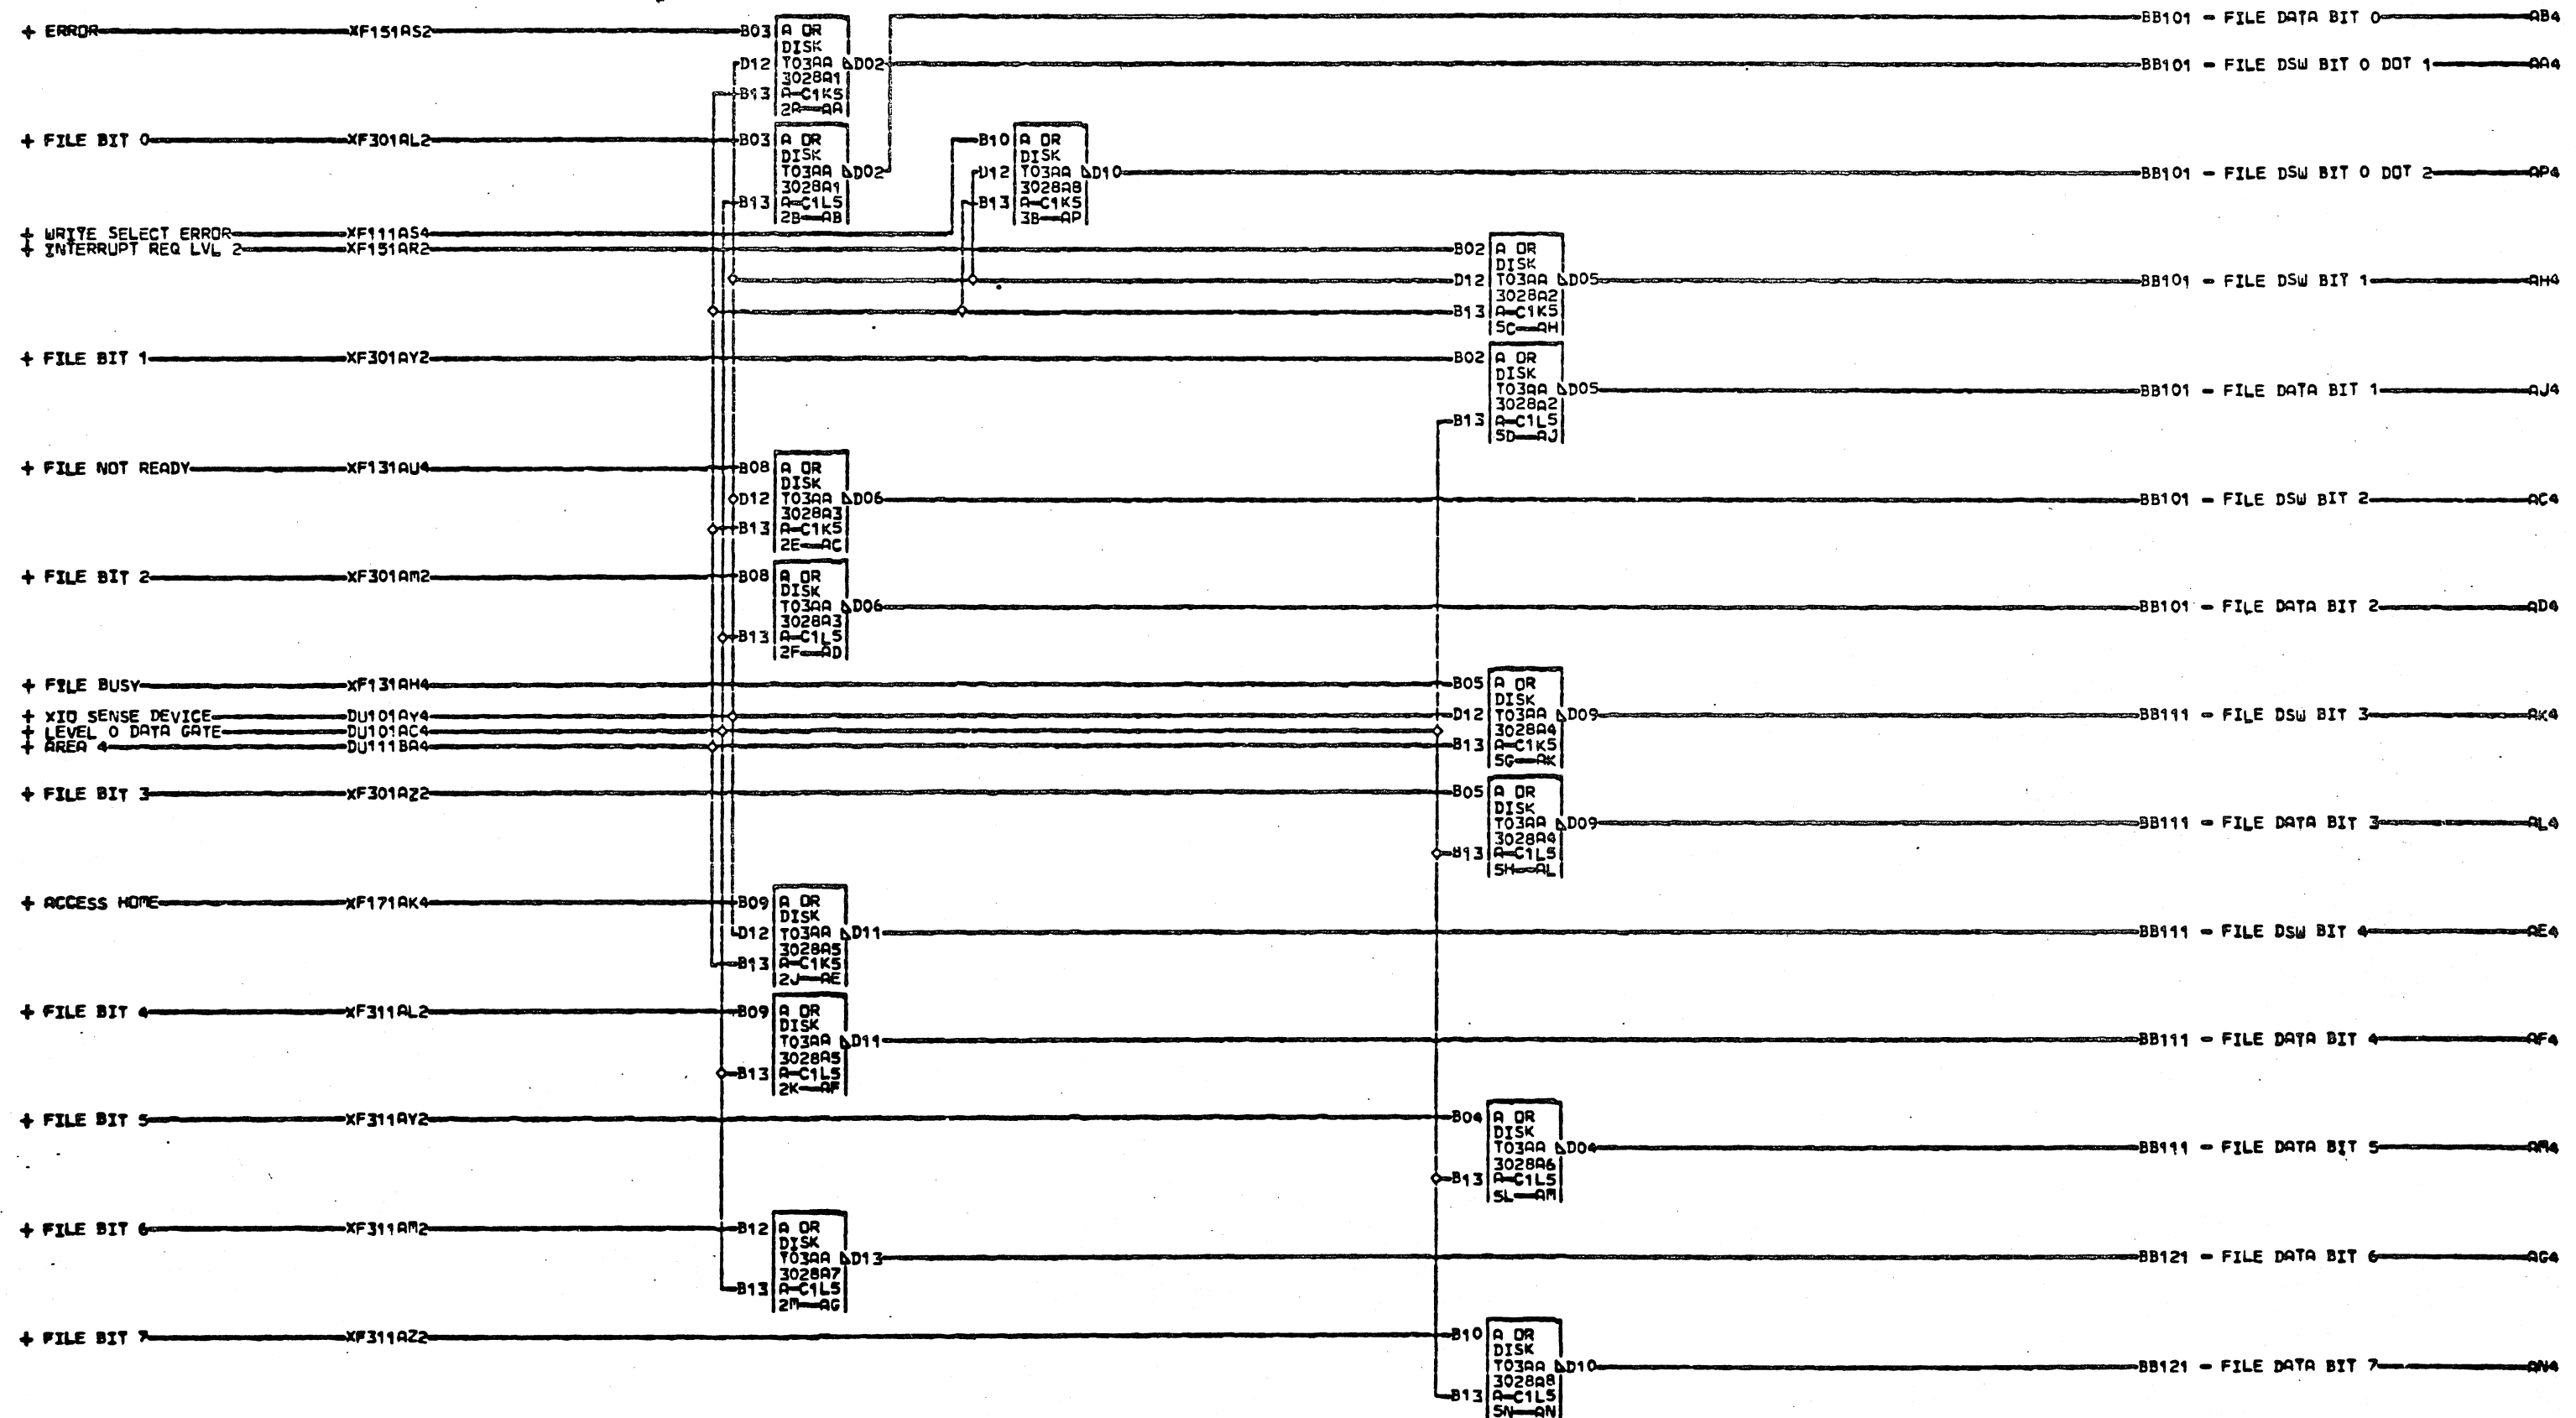 BB101 - FILE DATA BIT 0 AB4
+ ERROR XF151AS2 B03 A OR
DISK
D12 T03AA D02 BB101 - FILE DSW BIT 0 DOT 1 AA4
3028A1
B13 A-C1K5
2A-AA
+ FILE BIT 0 XF301AL2 B03 A OR B10 A OR
DISK DISK
T03AA D02 D12 T03AA D10 BB101 - FILE DSW BIT 0 DOT 2 AP4
3028A1 3028A8
B13 A-C1L5 B13 A-C1K5
2B-AB 3B-AP
+ WRITE SELECT ERROR XF111AS4
+ INTERRUPT REQ LVL 2 XF151AR2 B02 A OR
DISK
D12 T03AA D05 BB101 - FILE DSW BIT 1 AH4
3028A2
B13 A-C1K5
5C-AH
+ FILE BIT 1 XF301AY2 B02 A OR
DISK
T03AA D05 BB101 - FILE DATA BIT 1 AJ4
3028A2
B13 A-C1L5
5D-AJ
+ FILE NOT READY XF131AU4 B08 A OR
DISK
D12 T03AA D06 BB101 - FILE DSW BIT 2 AC4
3028A3
B13 A-C1K5
2E-AC
+ FILE BIT 2 XF301AM2 B08 A OR
DISK
T03AA D06 BB101 - FILE DATA BIT 2 AD4
3028A3
B13 A-C1L5
2F-AD
+ FILE BUSY XF131AH4 B05 A OR
DISK
+ XIO SENSE DEVICE DU101AY4 D12 T03AA D09 BB111 - FILE DSW BIT 3 AK4
+ LEVEL 0 DATA GATE DU101AC4 3028A4
+ AREA 4 DU111BA4 B13 A-C1K5
5G-AK
+ FILE BIT 3 XF301AZ2 B05 A OR
DISK
T03AA D09 BB111 - FILE DATA BIT 3 AL4
3028A4
B13 A-C1L5
5H-AL
+ ACCESS HOME XF171AK4 B09 A OR
DISK
D12 T03AA D11 BB111 - FILE DSW BIT 4 AE4
3028A5
B13 A-C1K5
2J-AE
+ FILE BIT 4 XF311AL2 B09 A OR
DISK
T03AA D11 BB111 - FILE DATA BIT 4 AF4
3028A5
B13 A-C1L5
2K-AF
+ FILE BIT 5 XF311AY2 B04 A OR
DISK
T03AA D04 BB111 - FILE DATA BIT 5 AM4
3028A6
B13 A-C1L5
5L-AM
+ FILE BIT 6 XF311AM2 B12 A OR
DISK
T03AA D13 BB121 - FILE DATA BIT 6 AG4
3028A7
B13 A-C1L5
2M-AG
+ FILE BIT 7 XF311AZ2 B10 A OR
DISK
T03AA D10 BB121 - FILE DATA BIT 7 AN4
3028A8
B13 A-C1L5
5N-AN